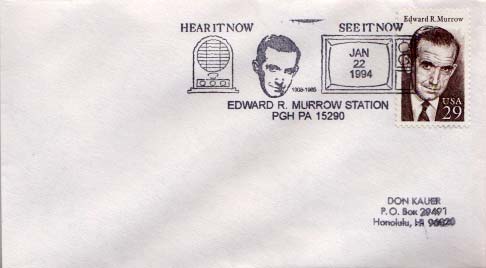 HEAR IT NOW SEE IT NOW
JAN
22
1994
1908-1965
EDWARD R. MURROW STATION
PGH PA 15290
Edward R. Murrow
USA
29
DON KAUER
P.O. Box
Honolulu, HI